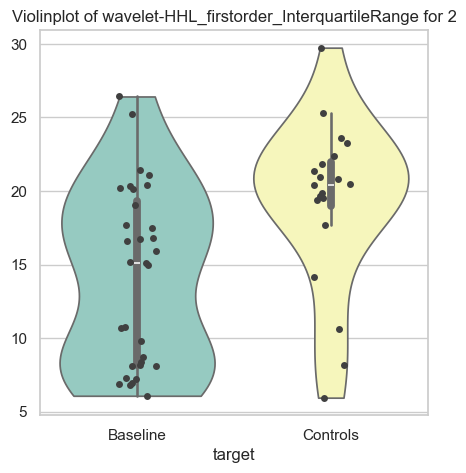 Violinplot of wavelet-HHL_firstorder_InterquartileRange for 2
30
25
20
15
10
5
Baseline
Controls
target